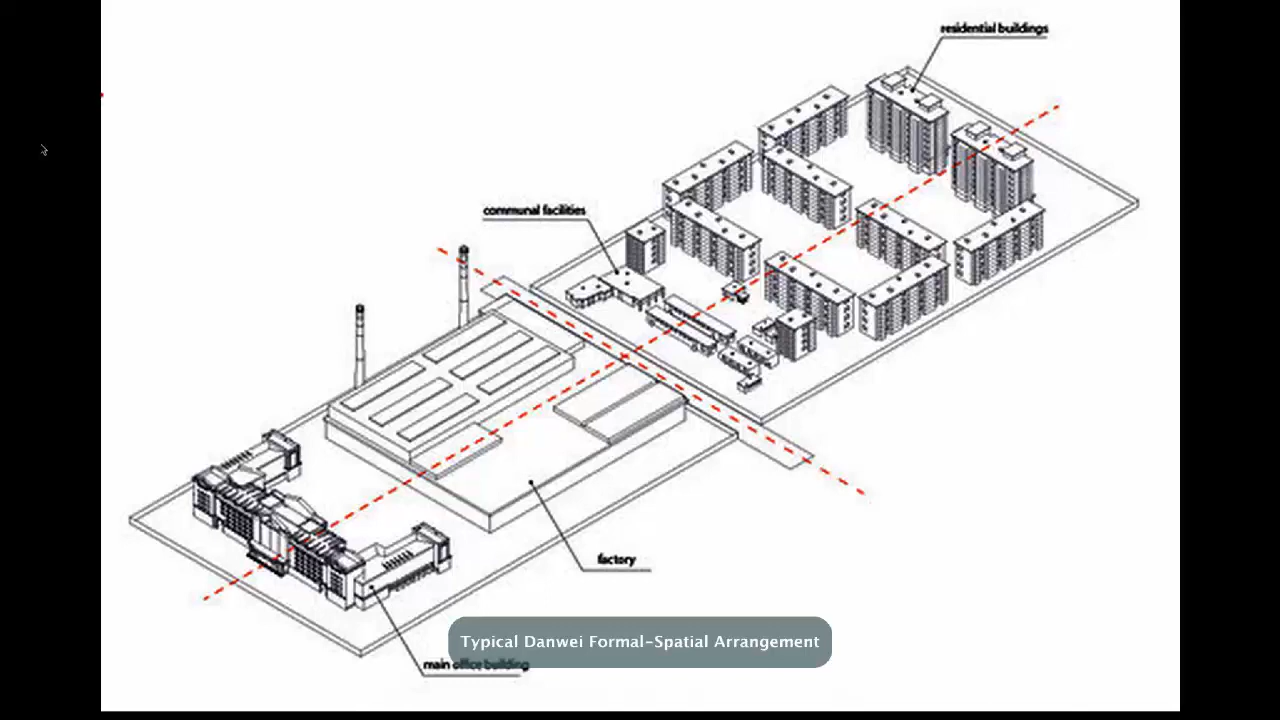 residential buildings
communal facilities
factory
Typical Danwei Formal-Spatial Arrangement
main office building